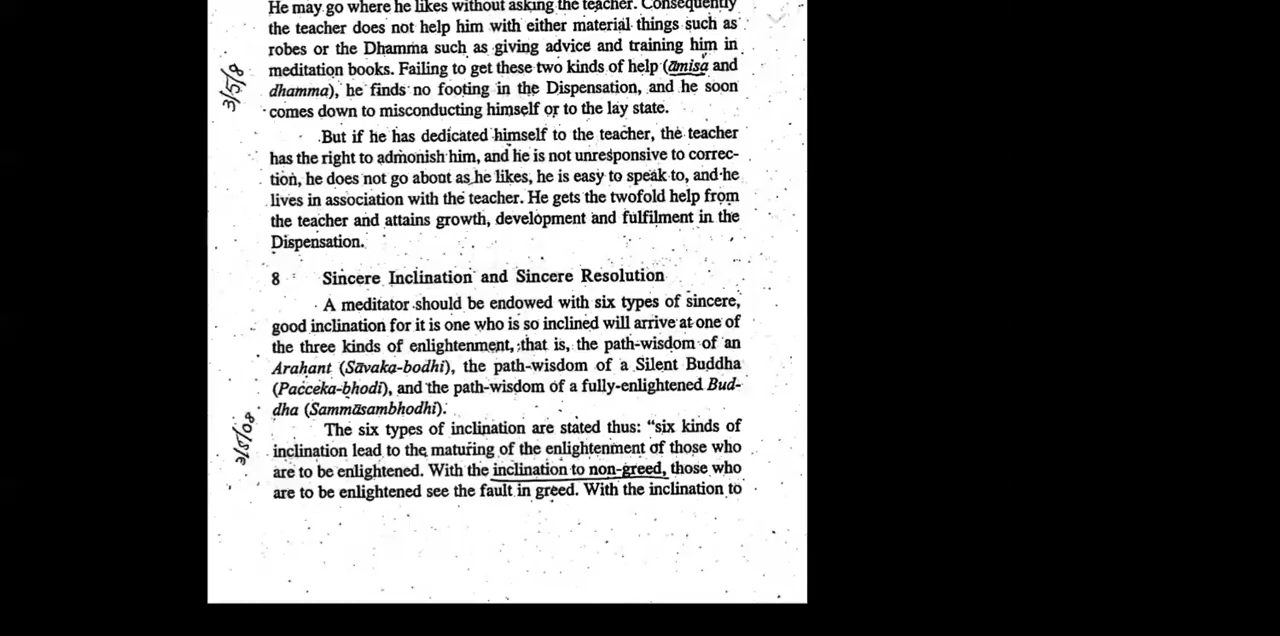 He may go where he likes without asking the teacher. Consequently
the teacher does not help him with either material things such as
robes or the Dhamma such as giving advice and training him in
meditation books. Failing to get these two kinds of help (āmisa and
dhamma), he finds no footing in the Dispensation, and he soon
comes down to misconducting himself or to the lay state.
3/5/8
But if he has dedicated himself to the teacher, the teacher
has the right to admonish him, and he is not unresponsive to correc-
tion, he does not go about as he likes, he is easy to speak to, and he
lives in association with the teacher. He gets the twofold help from
the teacher and attains growth, development and fulfilment in the
Dispensation.
8 Sincere Inclination and Sincere Resolution
A meditator should be endowed with six types of sincere,
good inclination for it is one who is so inclined will arrive at one of
the three kinds of enlightenment, that is, the path-wisdom of an
Arahant (Sāvaka-bodhi), the path-wisdom of a Silent Buddha
(Pacceka-bhodi), and the path-wisdom of a fully-enlightened Bud-
dha (Sammāsambhodhi).
The six types of inclination are stated thus: “six kinds of
inclination lead to the maturing of the enlightenment of those who
are to be enlightened. With the inclination to non-greed, those who
are to be enlightened see the fault in greed. With the inclination to